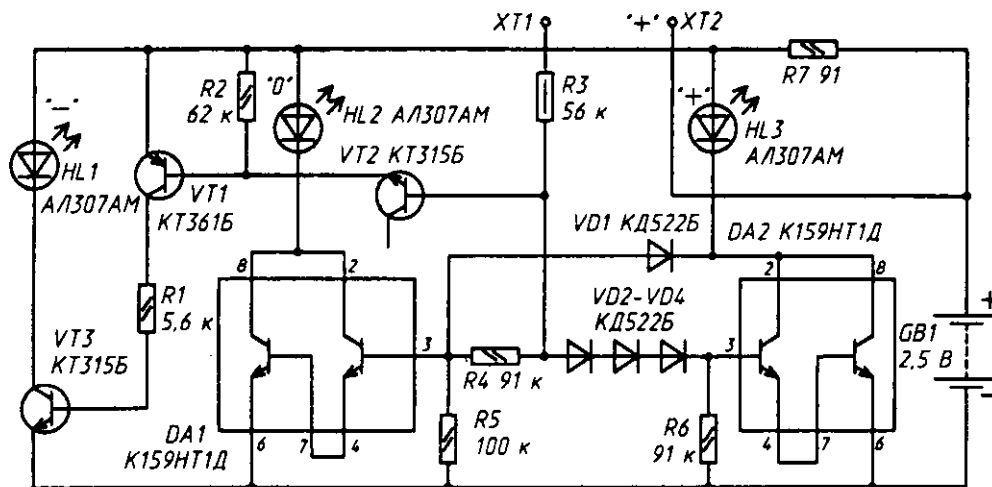 XT1
"+" XT2
R7 91
R2
62 к
"0"
HL2 АЛ307АМ
R3
56 к
"+"
HL3
АЛ307АМ
"–"
HL1
АЛ307АМ
VT1
КТ361Б
VT2 КТ315Б
VD1 КД522Б
DA2 К159НТ1Д
8
2
2
8
R1
5,6 к
VT3
КТ315Б
3
R4 91 к
VD2-VD4
КД522Б
3
GB1
2,5 В
+
–
DA1
К159НТ1Д
6
7
4
R5
100 к
R6
91 к
4
7
6